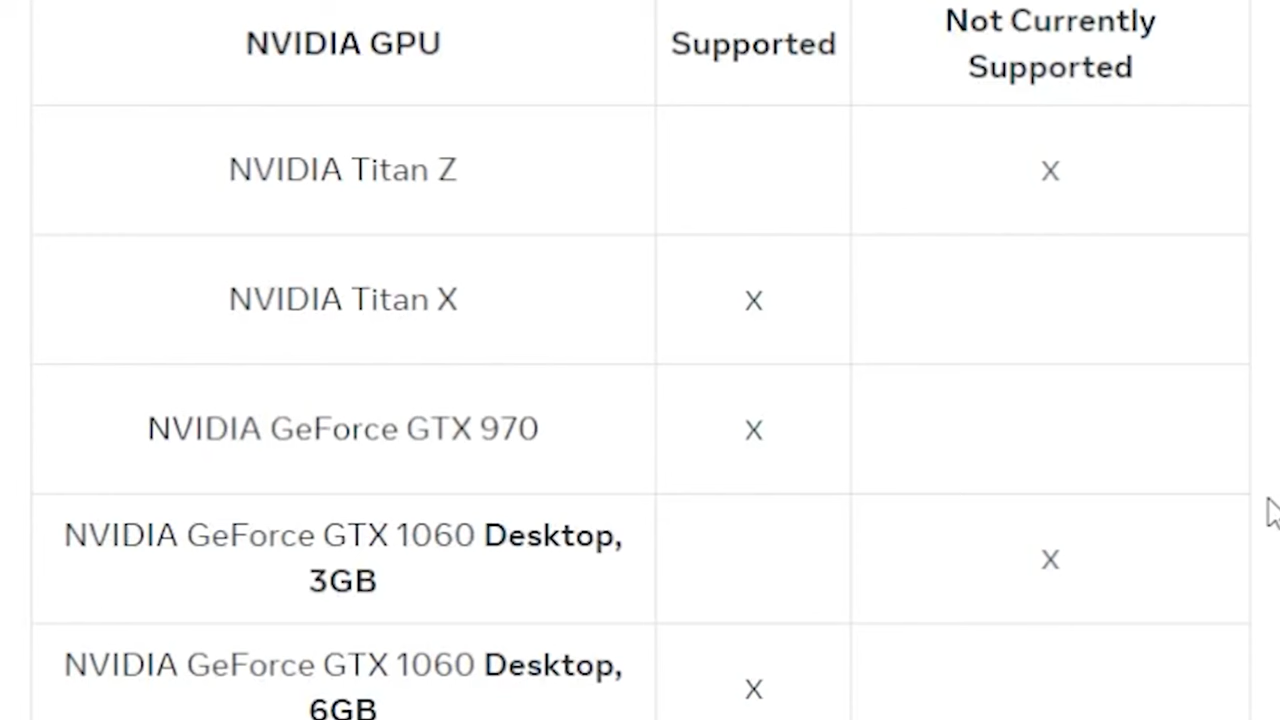 NVIDIA GPU Supported Not Currently
Supported
NVIDIA Titan Z X
NVIDIA Titan X X
NVIDIA GeForce GTX 970 X
NVIDIA GeForce GTX 1060 Desktop,
3GB X
NVIDIA GeForce GTX 1060 Desktop,
6GB X